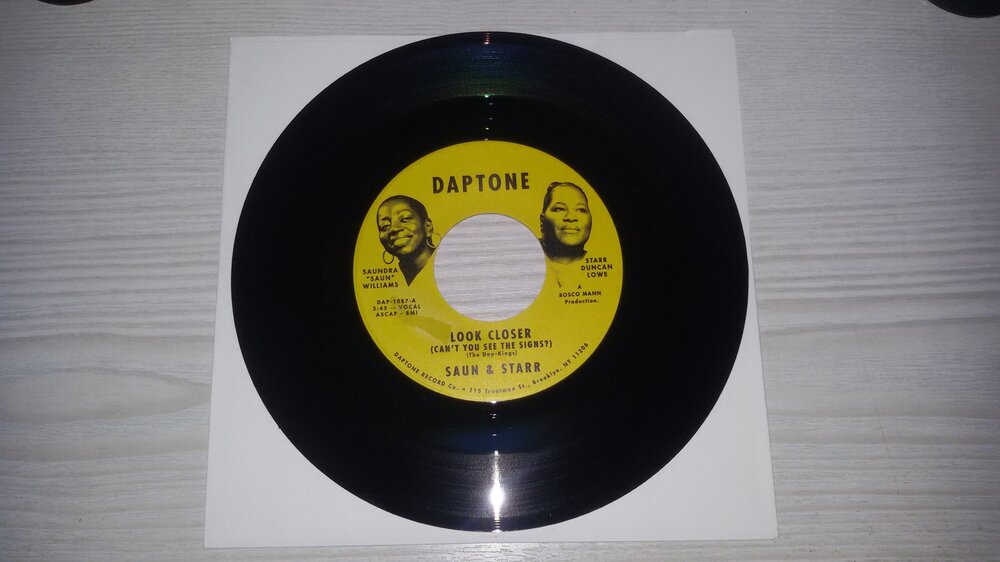 DAPTONE
SAUNDRA
"SAUN"
WILLIAMS
STARR
DUNCAN
LOWE
A
BOSCO MANN
Production.
DAP-1087-A
3:45 -: VOCAL
ASCAP - BMI
LOOK CLOSER
(CAN'T YOU SEE THE SIGNS?)
(The Dap-Kings)
SAUN & STARR
DAPTONE RECORD Co. • 115 Troutman St., Brooklyn, NY 11206